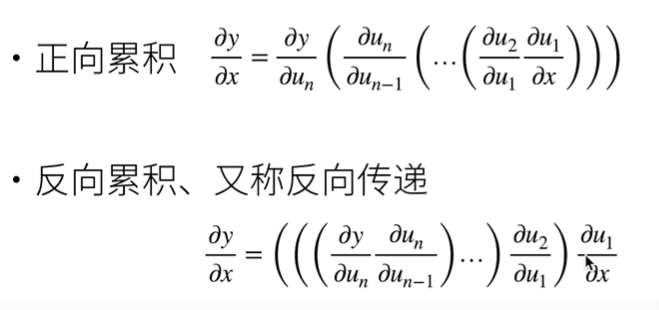 • 正向累积 $\frac{\partial y}{\partial x} = \frac{\partial y}{\partial u_n} \left( \frac{\partial u_n}{\partial u_{n-1}} \left( \ldots \left( \frac{\partial u_2}{\partial u_1} \frac{\partial u_1}{\partial x} \right) \right) \right)$
• 反向累积、又称反向传递
$\frac{\partial y}{\partial x} = \left( \left( \left( \frac{\partial y}{\partial u_n} \frac{\partial u_n}{\partial u_{n-1}} \right) \ldots \right) \frac{\partial u_2}{\partial u_1} \right) \frac{\partial u_1}{\partial x}$